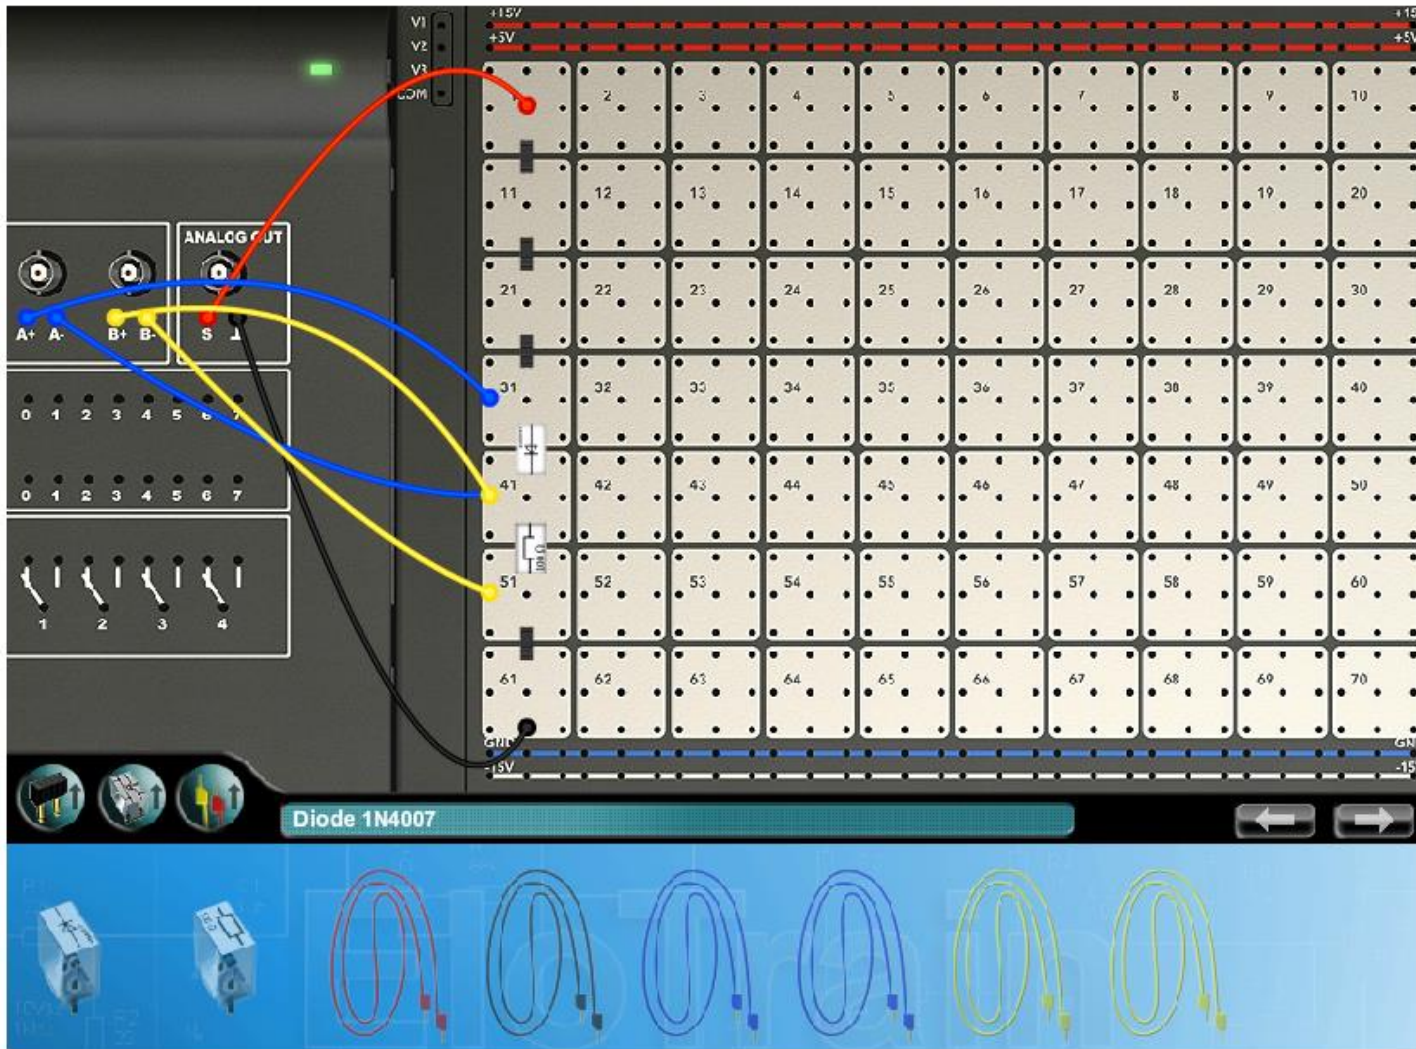 V1
V2
V3
COM
+15V
+5V
+5V
1 2 3 4 5 6 7 8 9 10
11 12 13 14 15 16 17 18 19 20
21 22 23 24 25 26 27 28 29 30
31 32 33 34 35 36 37 38 39 40
41 42 43 44 45 46 47 48 49 50
51 52 53 54 55 56 57 58 59 60
61 62 63 64 65 66 67 68 69 70
GND
-15V
ANALOG OUT
A+ A- B+ B- S ⊥
0 1 2 3 4 5 6 7
0 1 2 3 4 5 6 7
1 2 3 4
Diode 1N4007